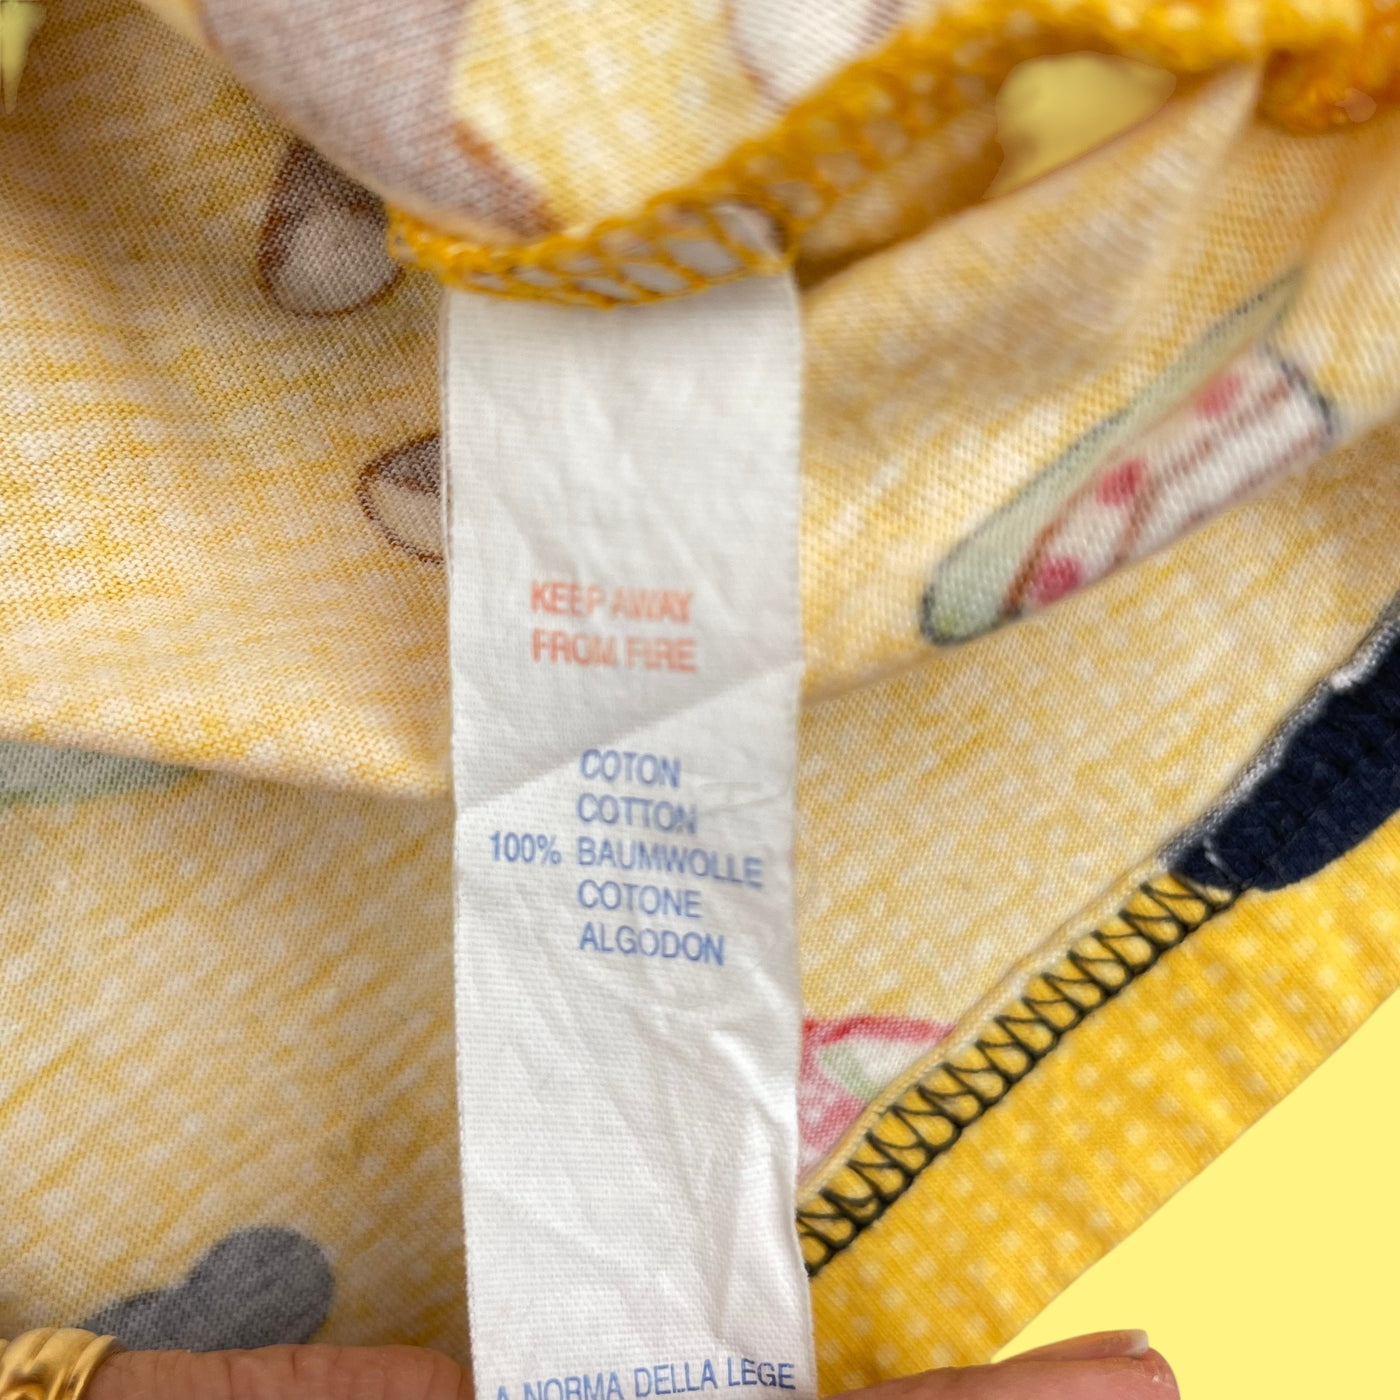 KEEP AWAY
FROM FIRE
COTON
COTTON
100% BAUMWOLLE
COTONE
ALGODON
A NORMA DELLA LEGE